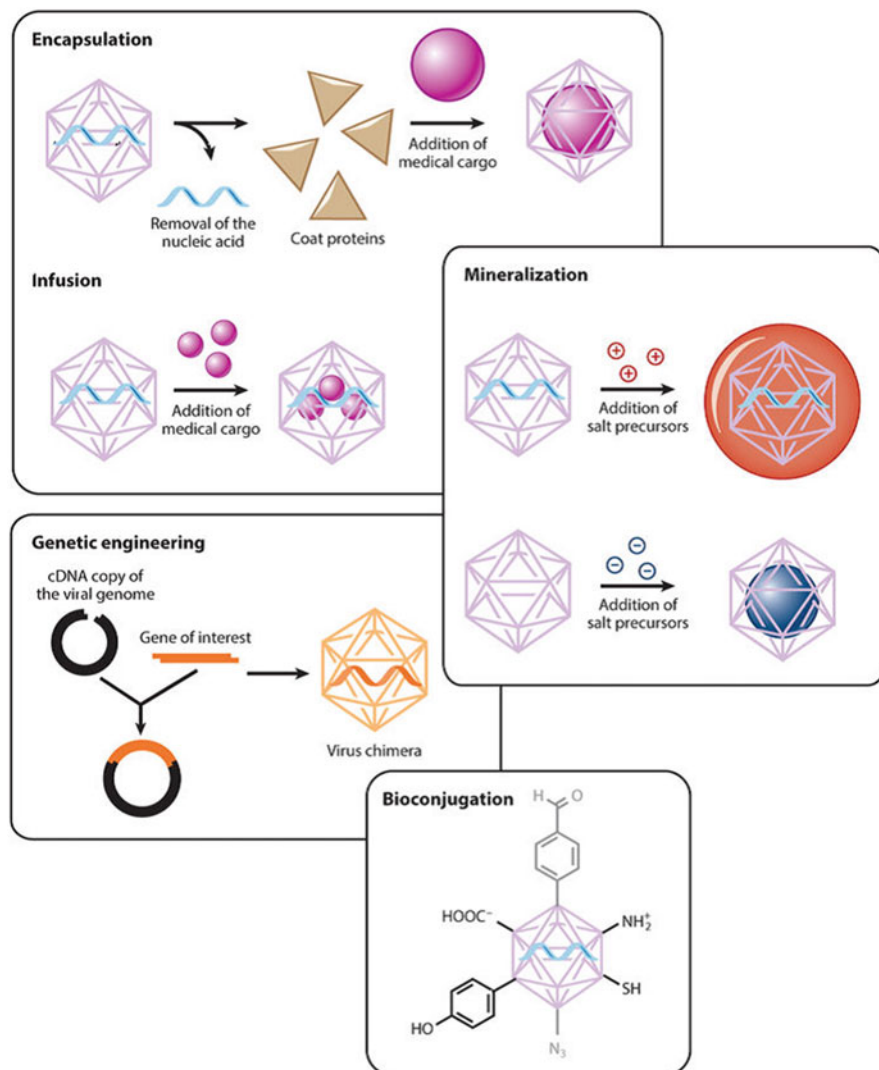 Encapsulation
Addition of
medical cargo
Removal of the
nucleic acid
Coat proteins
Infusion
Addition of
medical cargo
Mineralization
+
+
+
Addition of
salt precursors
−
−
−
Addition of
salt precursors
Genetic engineering
cDNA copy of
the viral genome
Gene of interest
Virus chimera
Bioconjugation
H
O
HOOC⁻
NH₂⁺
SH
HO
N₃